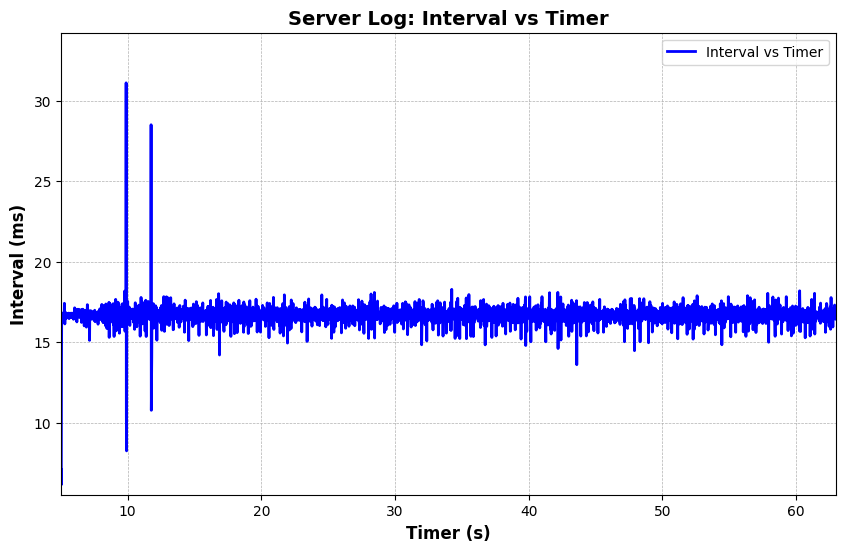 Server Log: Interval vs Timer
Interval vs Timer
30
25
20
15
10
Interval (ms)
10 20 30 40 50 60
Timer (s)